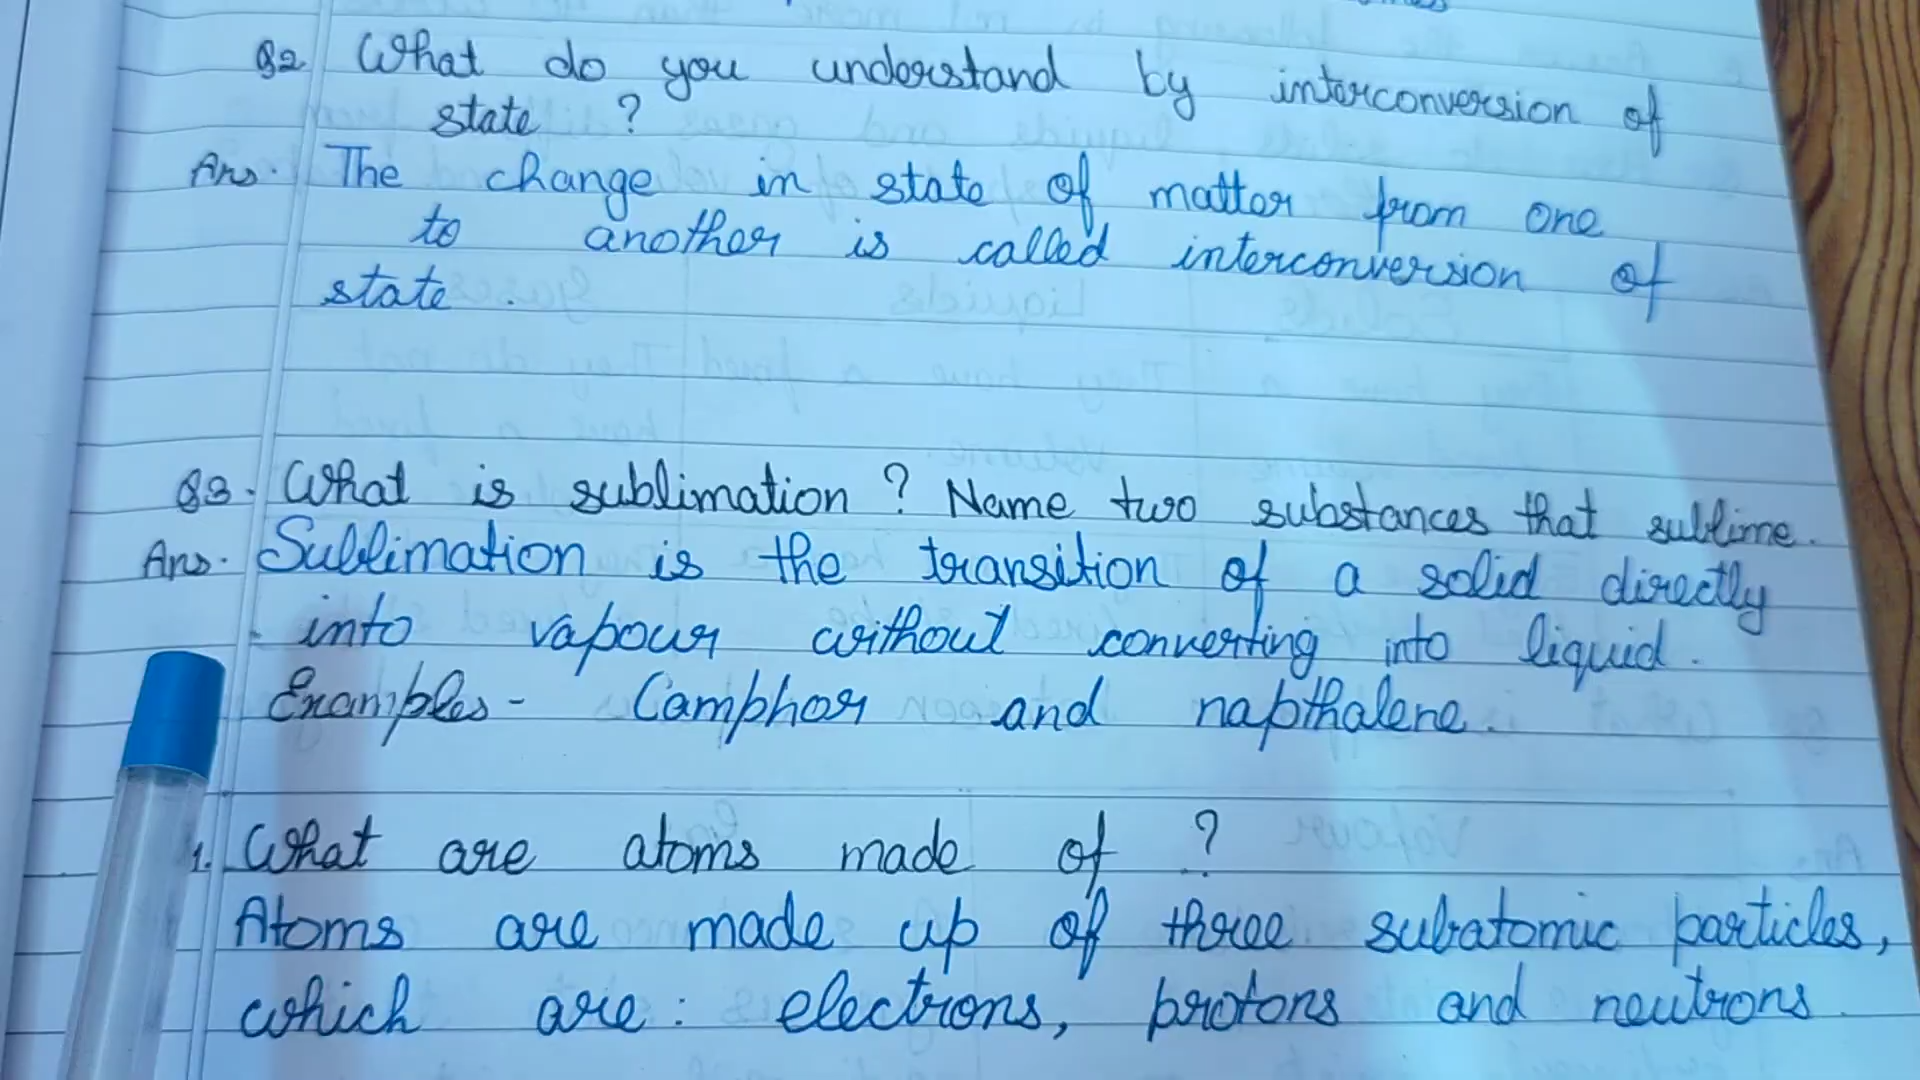 Q2 What do you understand by interconversion of
state ?
Ans. The change in state of matter from one
to another is called interconversion of
state .
Q3. What is sublimation ? Name two substances that sublime.
Ans. Sublimation is the transition of a solid directly
into vapour without converting into liquid .
Examples - Camphor and napthalene.
1. What are atoms made of ?
Atoms are made up of three subatomic particles,
which are : electrons, protons and neutrons.